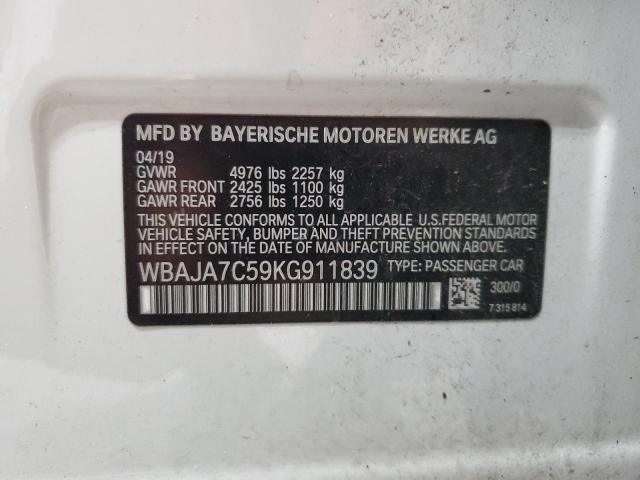 MFD BY BAYERISCHE MOTOREN WERKE AG
04/19
GVWR 4976 lbs 2257 kg
GAWR FRONT 2425 lbs 1100 kg
GAWR REAR 2756 lbs 1250 kg
THIS VEHICLE CONFORMS TO ALL APPLICABLE U.S.FEDERAL MOTOR
VEHICLE SAFETY, BUMPER AND THEFT PREVENTION STANDARDS
IN EFFECT ON THE DATE OF MANUFACTURE SHOWN ABOVE.
WBAJA7C59KG911839 TYPE: PASSENGER CAR
300/0
7315814